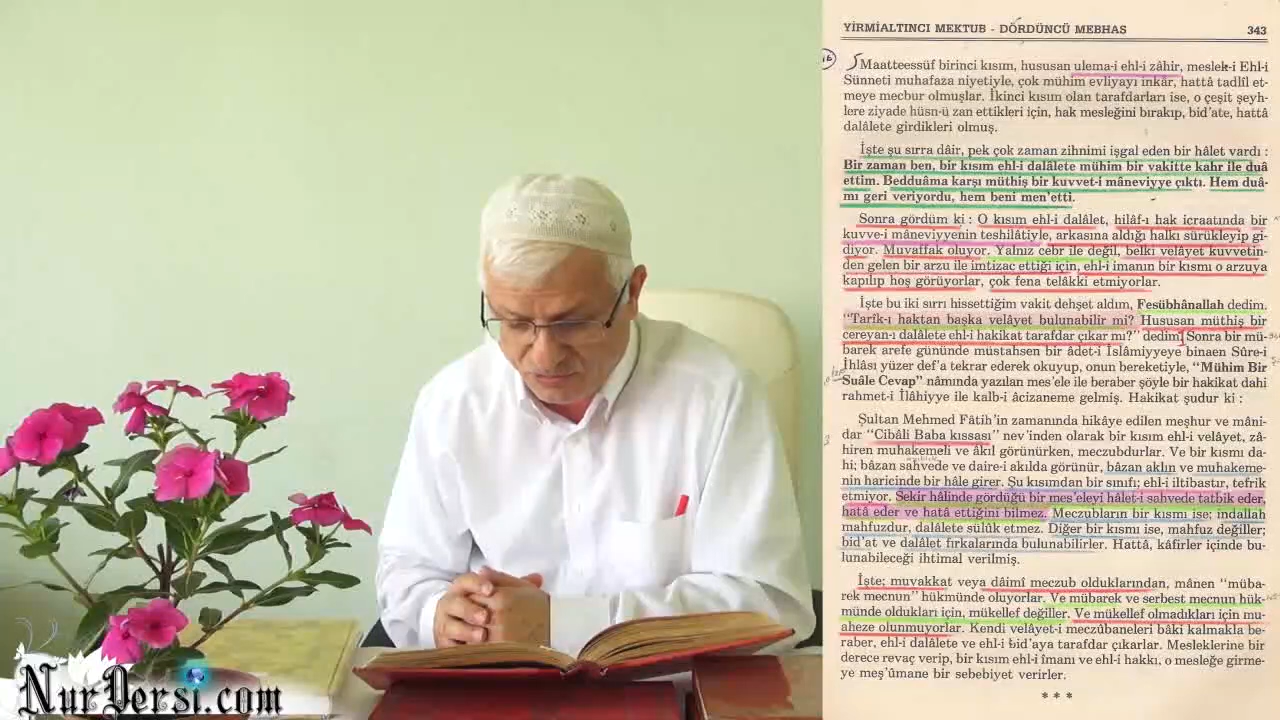 YİRMİALTINCI MEKTUB - DÖRDÜNCÜ MEBHAS 343
Maatteessüf birinci kısım, hususan ulema-i ehl-i zâhir, meslek-i Ehl-i
Sünneti muhafaza niyetiyle, çok mühim evliyayı inkâr, hattâ tadlîl et-
meye mecbur olmuşlar. İkinci kısım olan tarafdarları ise, o çeşit şeyh-
lere ziyade hüsn-ü zan ettikleri için, hak mesleğini bırakıp, bid'ate, hattâ
dalâlete girdikleri olmuş.
İşte şu sırra dâir, pek çok zaman zihnimi işgal eden bir hâlet vardı :
Bir zaman ben, bir kısım ehl-i dalâlete mühim bir vakitte kahr ile duâ
ettim. Bedduâma karşı müthiş bir kuvvet-i mâneviyye çıktı. Hem duâ-
mı geri veriyordu, hem beni men'etti.
Sonra gördüm ki : O kısım ehl-i dalâlet, hilâf-ı hak icraatında bir
kuvve-i mâneviyyenin teshilâtiyle, arkasına aldığı halkı sürükleyip gi-
diyor. Muvaffak oluyor. Yalnız cebr ile değil, belki velâyet kuvvetin-
den gelen bir arzu ile imtizac ettiği için, ehl-i imanın bir kısmı o arzuya
kapılıp hoş görüyorlar, çok fena telâkki etmiyorlar.
İşte bu iki sırrı hissettiğim vakit dehşet aldım, Fesübhânallah dedim.
"Tarîk-ı haktan başka velâyet bulunabilir mi? Hususan müthiş bir
cereyan-ı dalâlete ehl-i hakikat tarafdar çıkar mı?" dedim. Sonra bir mü-
barek arefe gününde müstahsen bir âdet-i İslâmiyyeye binaen Sûre-i
İhlâsı yüzer def'a tekrar ederek okuyup, onun bereketiyle, "Mühim Bir
Suâle Cevap" nâmında yazılan mes'ele ile beraber şöyle bir hakikat dahi
rahmet-i İlâhiyye ile kalb-i âcizaneme gelmiş. Hakikat şudur ki :
Sultan Mehmed Fâtih'in zamanında hikâye edilen meşhur ve mâni-
dar "Cibâli Baba kıssası" nev'inden olarak bir kısım ehl-i velâyet, zâ-
hiren muhakemeli ve âkıl görünürken, meczubdurlar. Ve bir kısmı da-
hi; bâzan sahvede ve daire-i akılda görünür, bâzan aklın ve muhakeme-
nin haricinde bir hâle girer. Şu kısımdan bir sınıfı; ehl-i iltibastır, tefrik
etmiyor. Sekir hâlinde gördüğü bir mes'eleyi hâlet-i sahvede tatbik eder,
hatâ eder ve hatâ ettiğini bilmez. Meczubların bir kısmı ise; indallah
mahfuzdur, dalâlete sülûk etmez. Diğer bir kısmı ise, mahfuz değiller;
bid'at ve dalâlet fırkalarında bulunabilirler. Hattâ, kâfirler içinde bu-
lunabileceği ihtimal verilmiş.
İşte; muvakkat veya dâimî meczub olduklarından, mânen "müba-
rek mecnun" hükmünde oluyorlar. Ve mübarek ve serbest mecnun hük-
münde oldukları için, mükellef değiller. Ve mükellef olmadıkları için mu-
aheze olunmuyorlar. Kendi velâyet-i meczûbaneleri bâki kalmakla be-
raber, ehl-i dalâlete ve ehl-i bid'aya tarafdar çıkarlar. Mesleklerine bir
derece revaç verip, bir kısım ehl-i îmanı ve ehl-i hakkı, o mesleğe girme-
ye meş'ûmane bir sebebiyet verirler.
* * *
NurDersi.com